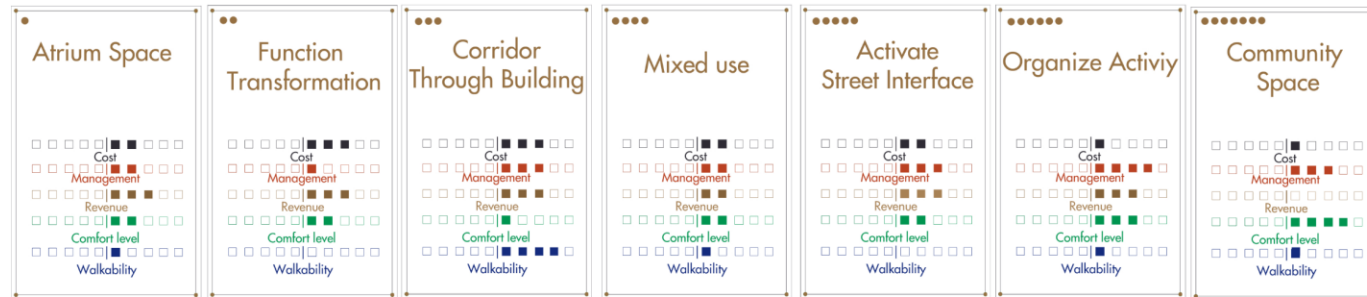 Atrium Space
Cost
Management
Revenue
Comfort level
Walkability
Function
Transformation
Cost
Management
Revenue
Comfort level
Walkability
Corridor
Through Building
Cost
Management
Revenue
Comfort level
Walkability
Mixed use
Cost
Management
Revenue
Comfort level
Walkability
Activate
Street Interface
Cost
Management
Revenue
Comfort level
Walkability
Organize Activiy
Cost
Management
Revenue
Comfort level
Walkability
Community
Space
Cost
Management
Revenue
Comfort level
Walkability